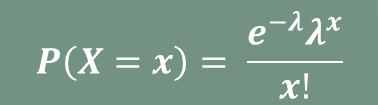 P(X = x) = e^{-λ}λ^x / x!